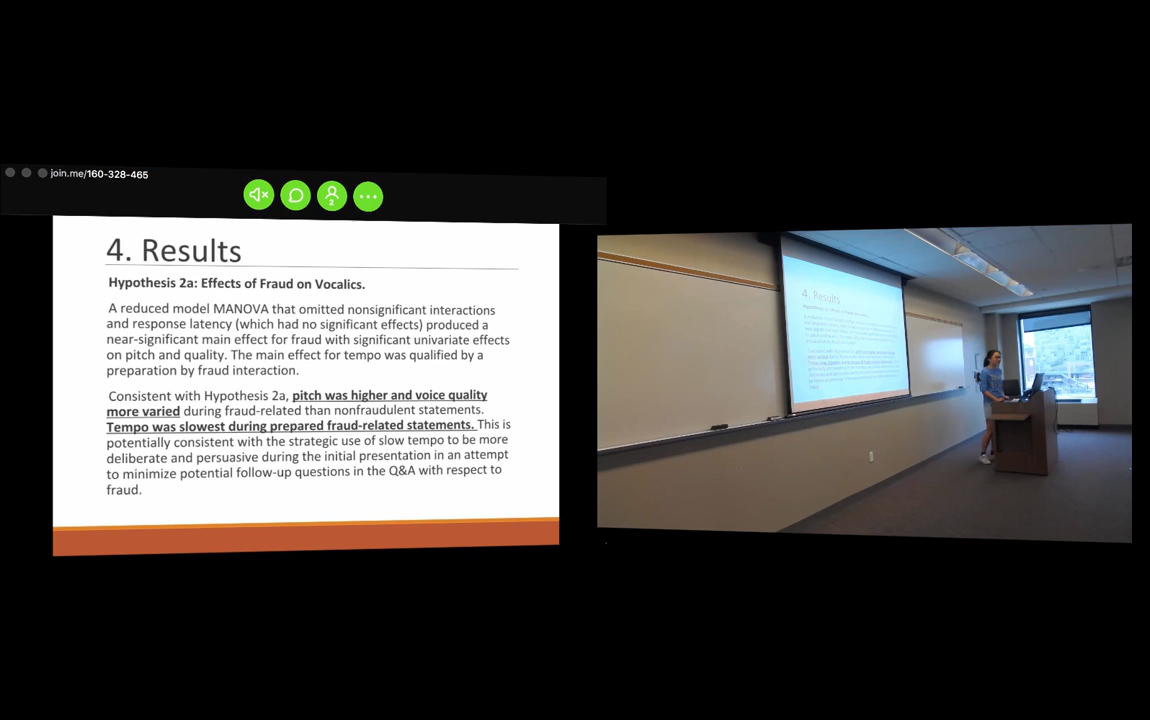 join.me/160-328-465
2
4. Results
Hypothesis 2a: Effects of Fraud on Vocalics.
A reduced model MANOVA that omitted nonsignificant interactions
and response latency (which had no significant effects) produced a
near-significant main effect for fraud with significant univariate effects
on pitch and quality. The main effect for tempo was qualified by a
preparation by fraud interaction.
Consistent with Hypothesis 2a, pitch was higher and voice quality
more varied during fraud-related than nonfraudulent statements.
Tempo was slowest during prepared fraud-related statements. This is
potentially consistent with the strategic use of slow tempo to be more
deliberate and persuasive during the initial presentation in an attempt
to minimize potential follow-up questions in the Q&A with respect to
fraud.
4. Results